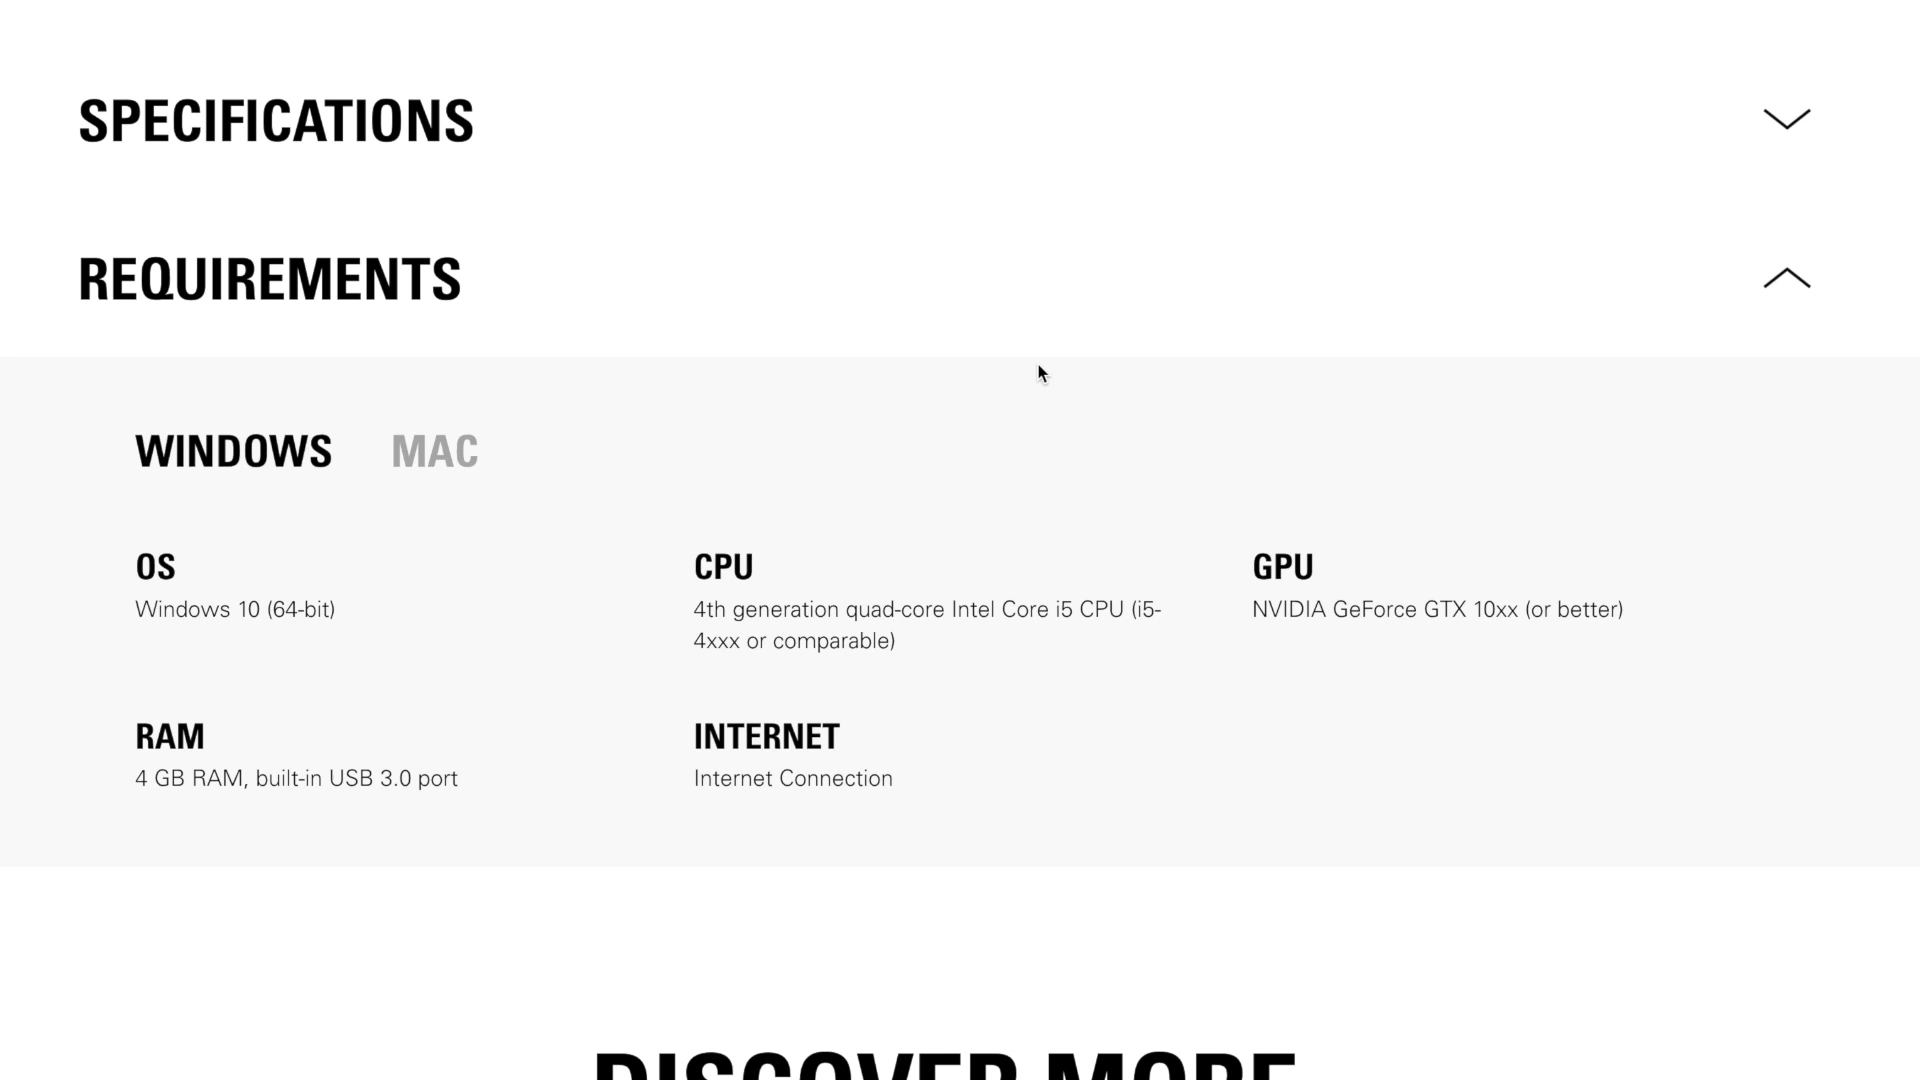 SPECIFICATIONS
REQUIREMENTS
WINDOWS MAC
OS
Windows 10 (64-bit)
CPU
4th generation quad-core Intel Core i5 CPU (i5-
4xxx or comparable)
GPU
NVIDIA GeForce GTX 10xx (or better)
RAM
4 GB RAM, built-in USB 3.0 port
INTERNET
Internet Connection
DISCOVER MORE